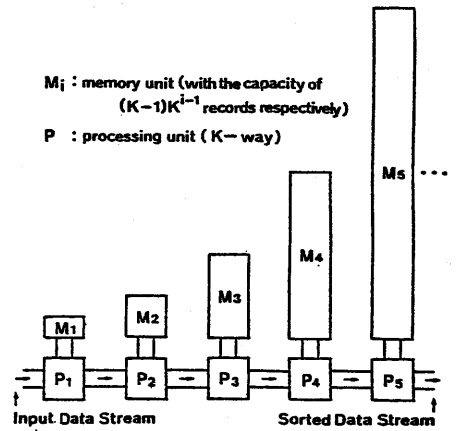 Mi : memory unit (with the capacity of
(K-1)K^i-1 records respectively)
P : processing unit (K-way)
M1
M2
M3
M4
M5
...
P1
P2
P3
P4
P5
Input Data Stream
Sorted Data Stream